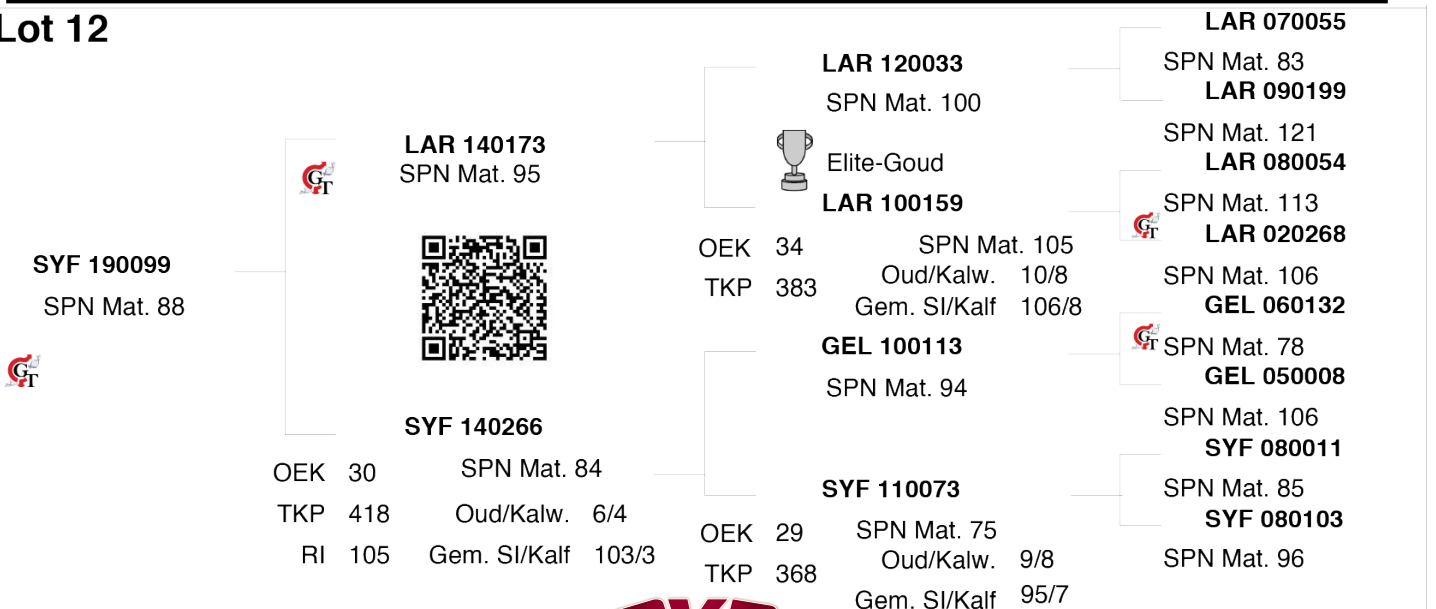 Lot 12
SYF 190099
SPN Mat. 88
GT
GT
LAR 140173
SPN Mat. 95
SYF 140266
OEK 30
SPN Mat. 84
TKP 418
Oud/Kalw. 6/4
RI 105
Gem. SI/Kalf 103/3
LAR 120033
SPN Mat. 100
Elite-Goud
LAR 100159
OEK 34
SPN Mat. 105
Oud/Kalw. 10/8
TKP 383
Gem. SI/Kalf 106/8
GEL 100113
SPN Mat. 94
SYF 110073
OEK 29
SPN Mat. 75
Oud/Kalw. 9/8
TKP 368
Gem. SI/Kalf 95/7
LAR 070055
SPN Mat. 83
LAR 090199
SPN Mat. 121
LAR 080054
SPN Mat. 113
GT
LAR 020268
SPN Mat. 106
GEL 060132
GT
SPN Mat. 78
GEL 050008
SPN Mat. 106
SYF 080011
SPN Mat. 85
SYF 080103
SPN Mat. 96